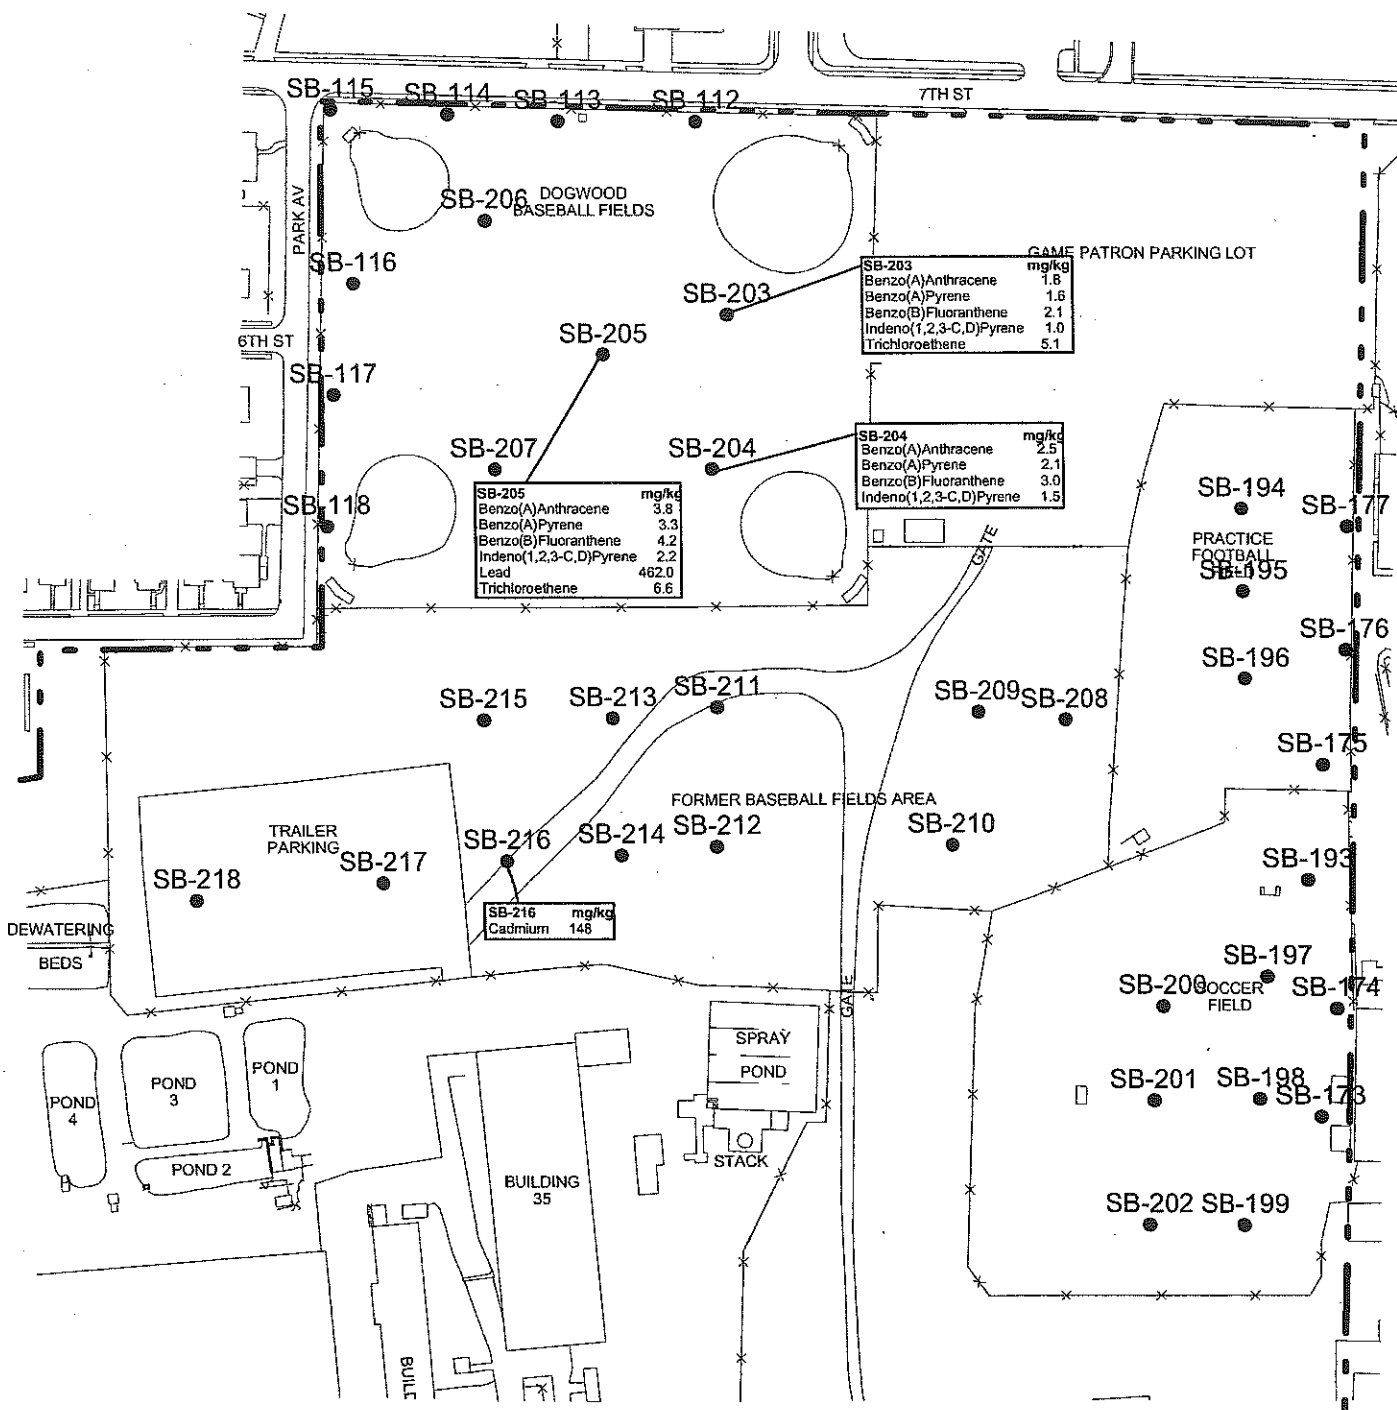 7TH ST
SB-115
SB-114
SB-113
SB-112
PARK AV
SB-206
DOGWOOD
BASEBALL FIELDS
SB-116
GAME PATRON PARKING LOT
SB-203
SB-203 mg/kg
Benzo(A)Anthracene 1.8
Benzo(A)Pyrene 1.6
Benzo(B)Fluoranthene 2.1
Indeno(1,2,3-C,D)Pyrene 1.0
Trichloroethene 5.1
6TH ST
SB-205
SB-117
SB-207
SB-204
SB-204 mg/kg
Benzo(A)Anthracene 2.5
Benzo(A)Pyrene 2.1
Benzo(B)Fluoranthene 3.0
Indeno(1,2,3-C,D)Pyrene 1.5
SB-205 mg/kg
Benzo(A)Anthracene 3.8
Benzo(A)Pyrene 3.3
Benzo(B)Fluoranthene 4.2
Indeno(1,2,3-C,D)Pyrene 2.2
Lead 462.0
Trichloroethene 6.6
SB-118
SB-194
SB-177
GATE
PRACTICE
FOOTBALL
SB-195
SB-176
SB-196
SB-215
SB-213
SB-211
SB-209
SB-208
SB-175
FORMER BASEBALL FIELDS AREA
TRAILER
PARKING
SB-216
SB-214
SB-212
SB-210
SB-218
SB-217
SB-193
SB-216 mg/kg
Cadmium 148
DEWATERING
BEDS
SB-197
SB-200
SOCCER
FIELD
SB-174
GATE
SPRAY
POND
POND
1
POND
3
POND
4
POND 2
SB-201
SB-198
SB-173
STACK
BUILDING
35
SB-202
SB-199